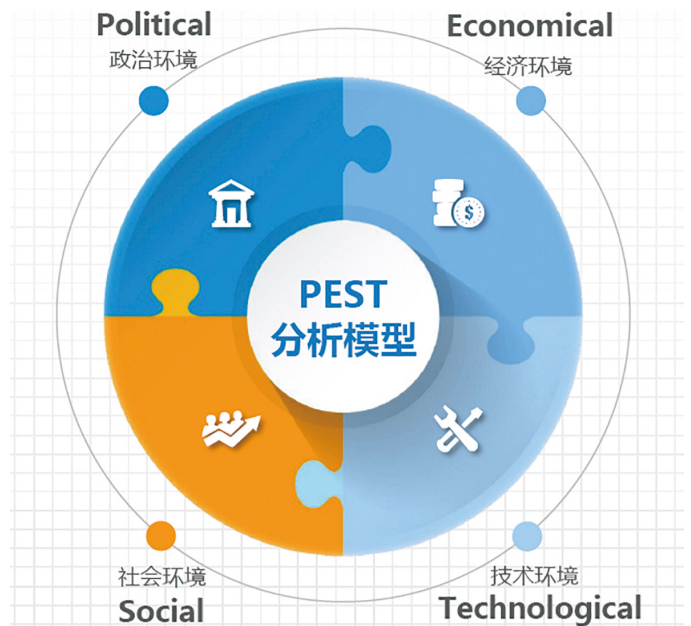 Political
政治环境
Economical
经济环境
PEST
分析模型
社会环境
Social
技术环境
Technological
$